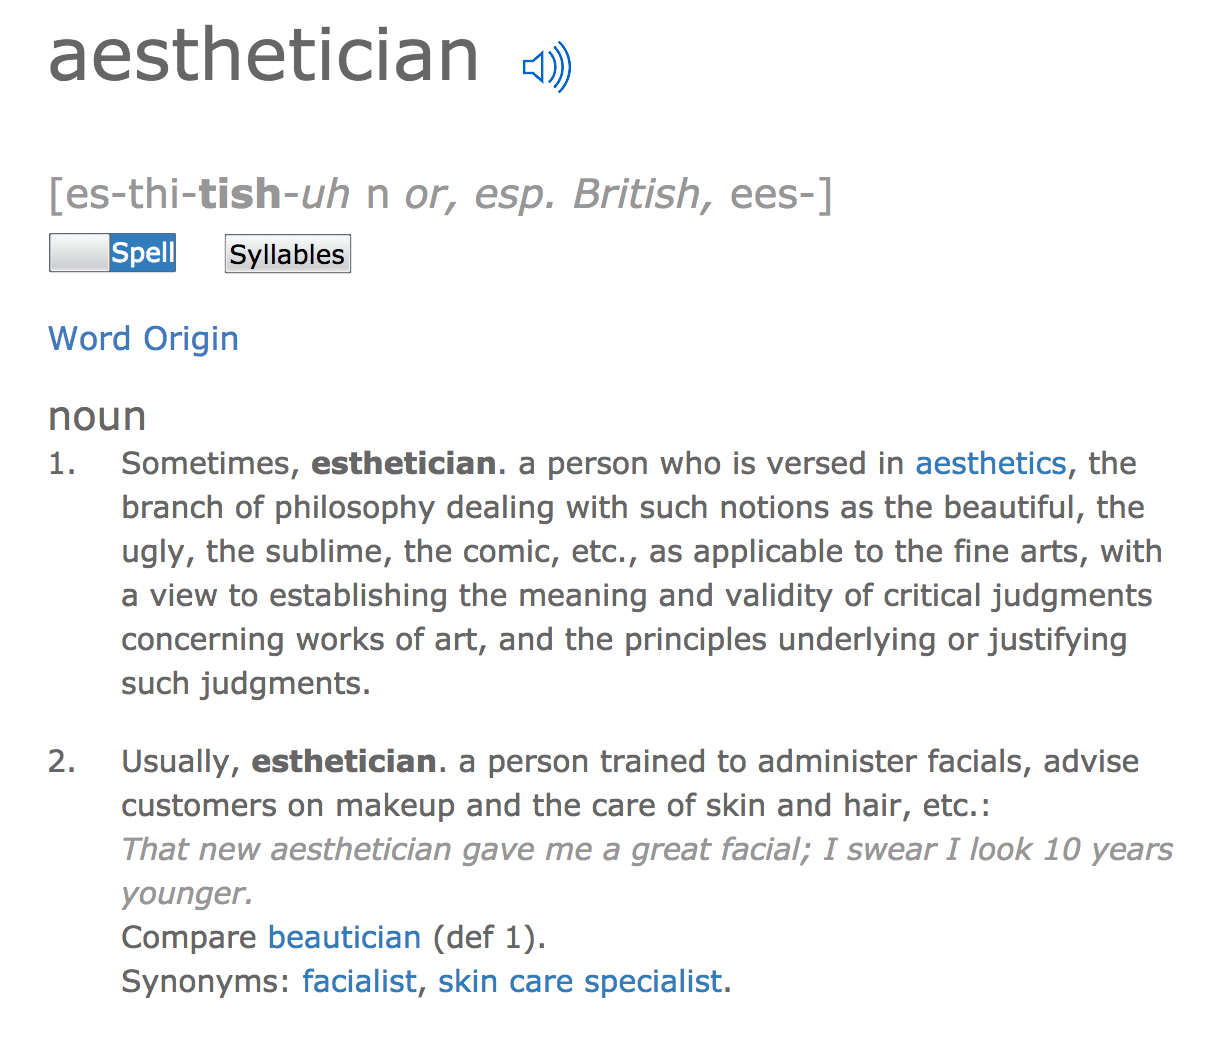 aesthetician
[es-thi-tish-uh n or, esp. British, ees-]
Spell Syllables
Word Origin
noun
1. Sometimes, esthetician. a person who is versed in aesthetics, the
branch of philosophy dealing with such notions as the beautiful, the
ugly, the sublime, the comic, etc., as applicable to the fine arts, with
a view to establishing the meaning and validity of critical judgments
concerning works of art, and the principles underlying or justifying
such judgments.
2. Usually, esthetician. a person trained to administer facials, advise
customers on makeup and the care of skin and hair, etc.:
That new aesthetician gave me a great facial; I swear I look 10 years
younger.
Compare beautician (def 1).
Synonyms: facialist, skin care specialist.